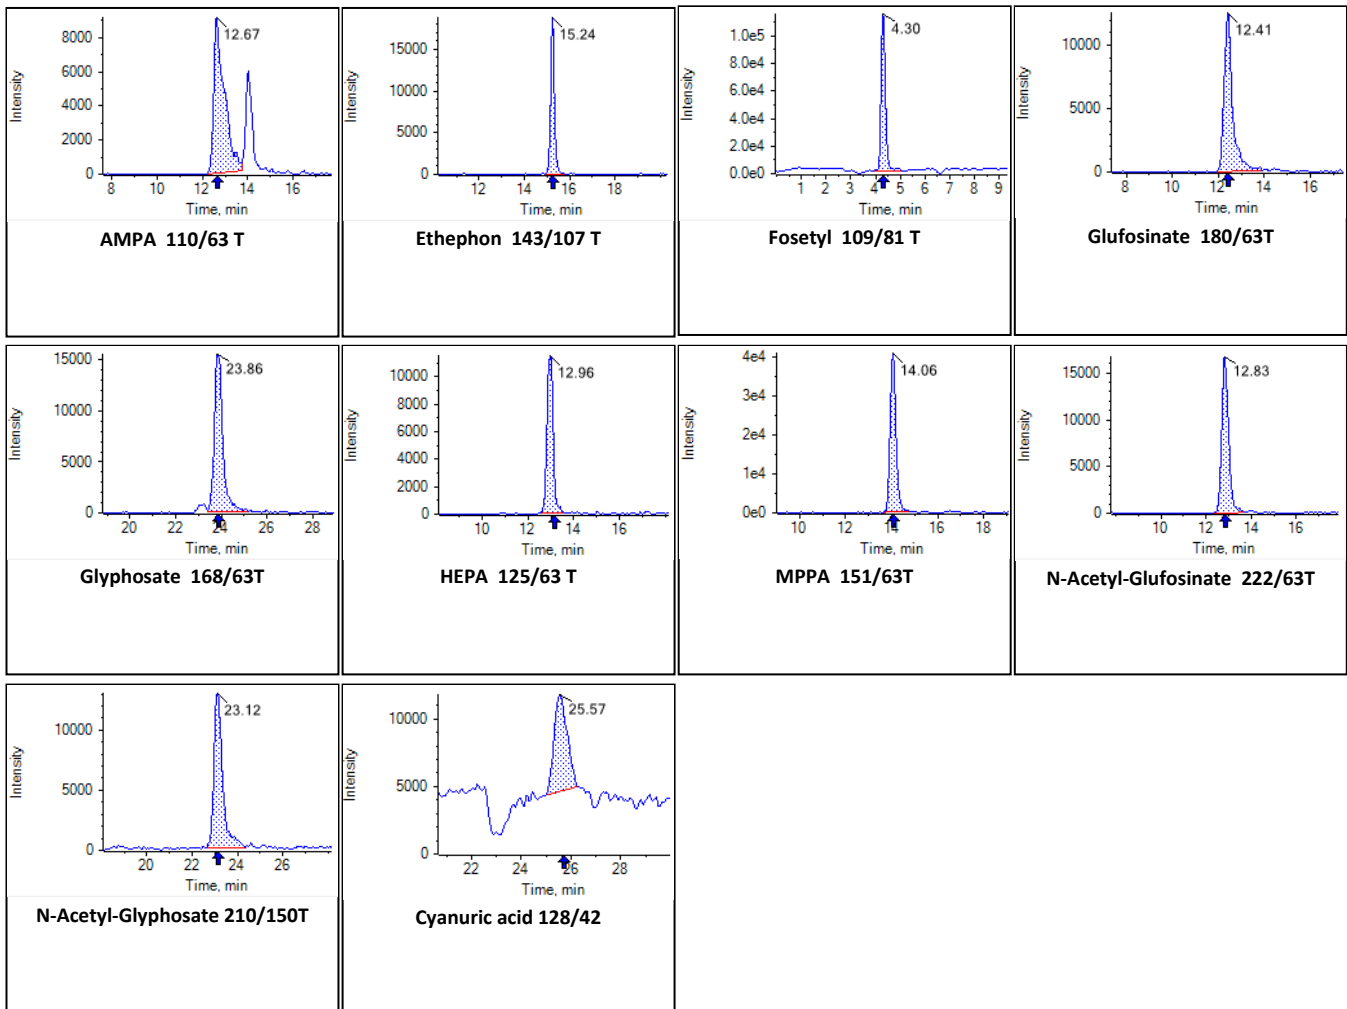 Intensity
8000
6000
4000
2000
0
12.67
8 10 12 14 16
Time, min
AMPA 110/63 T
Intensity
15000
10000
5000
0
15.24
12 14 16 18
Time, min
Ethephon 143/107 T
Intensity
1.0e5
8.0e4
6.0e4
4.0e4
2.0e4
0.0e0
4.30
1 2 3 4 5 6 7 8 9
Time, min
Fosetyl 109/81 T
Intensity
10000
5000
0
12.41
8 10 12 14 16
Time, min
Glufosinate 180/63T
Intensity
15000
10000
5000
0
23.86
20 22 24 26 28
Time, min
Glyphosate 168/63T
Intensity
10000
8000
6000
4000
2000
0
12.96
10 12 14 16
Time, min
HEPA 125/63 T
Intensity
4e4
3e4
2e4
1e4
0e0
14.06
10 12 14 16 18
Time, min
MPPA 151/63T
Intensity
15000
10000
5000
0
12.83
10 12 14 16
Time, min
N-Acetyl-Glufosinate 222/63T
Intensity
10000
5000
0
23.12
20 22 24 26
Time, min
N-Acetyl-Glyphosate 210/150T
Intensity
10000
5000
0
25.57
22 24 26 28
Time, min
Cyanuric acid 128/42